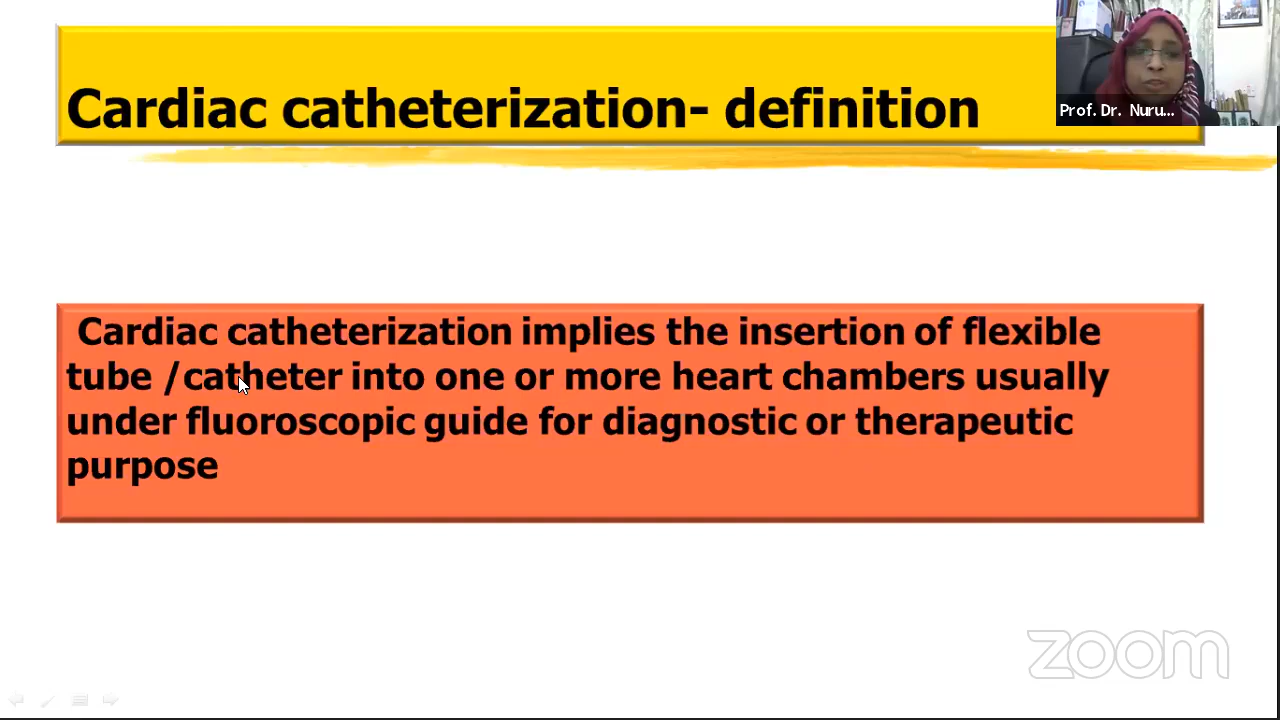 Cardiac catheterization- definition
Prof. Dr. Nuru...
Cardiac catheterization implies the insertion of flexible
tube /catheter into one or more heart chambers usually
under fluoroscopic guide for diagnostic or therapeutic
purpose
zoom